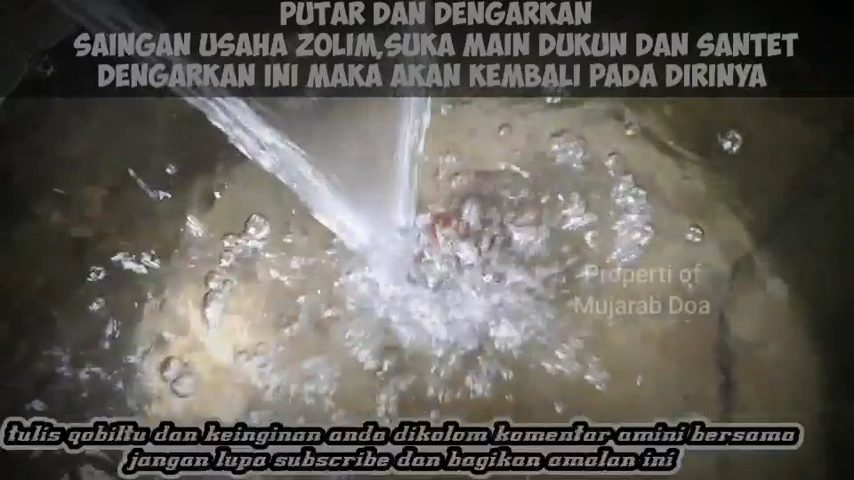 PUTAR DAN DENGARKAN
SAINGAN USAHA ZOLIM,SUKA MAIN DUKUN DAN SANTET
DENGARKAN INI MAKA AKAN KEMBALI PADA DIRINYA
Properti of
Mujarab Doa
tulis qobiltu dan keinginan anda dikolom komentar amini bersama
jangan lupa subscribe dan bagikan amalan ini